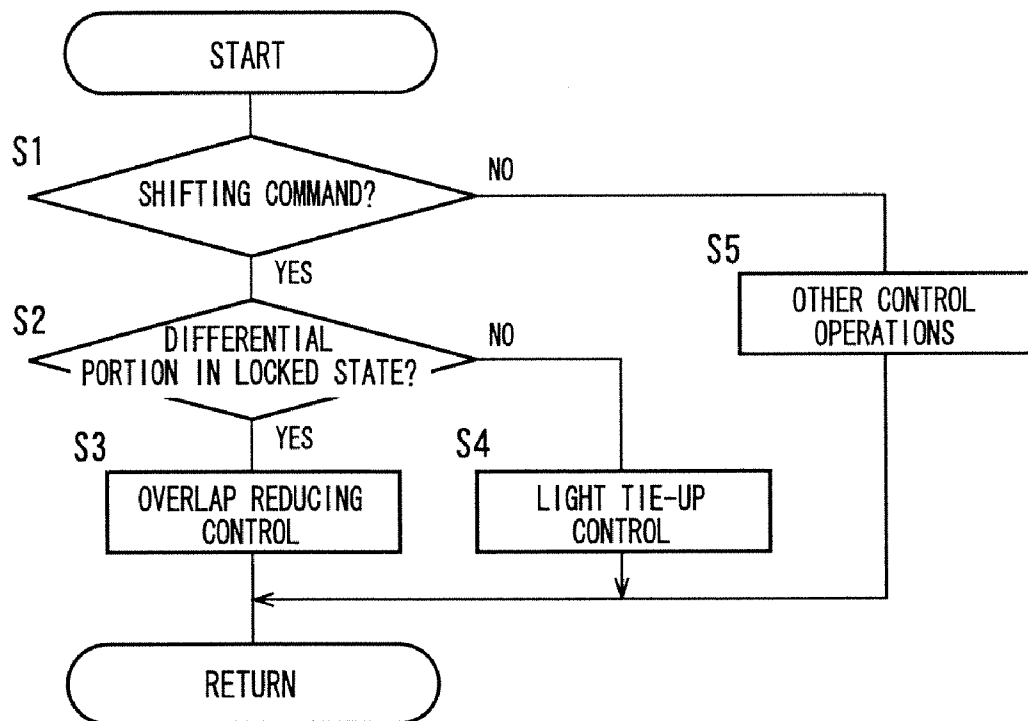 START
S1
SHIFTING COMMAND?
NO
YES
S2
DIFFERENTIAL
PORTION IN LOCKED STATE?
NO
YES
S5
OTHER CONTROL
OPERATIONS
S3
OVERLAP REDUCING
CONTROL
S4
LIGHT TIE-UP
CONTROL
RETURN